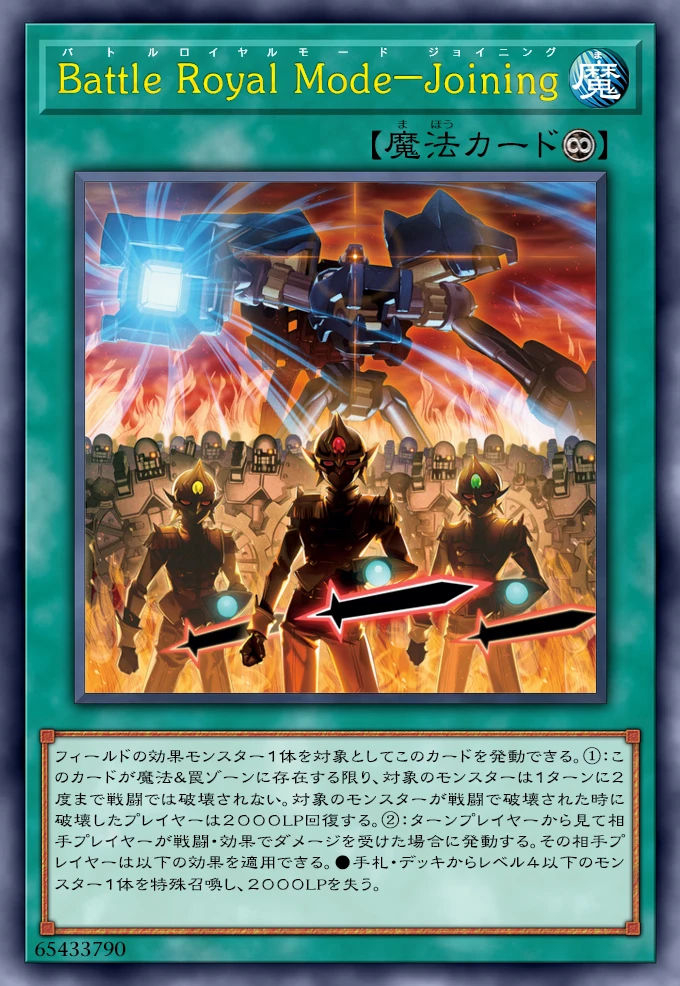 バトルロイヤルモード ジョイニング
Battle Royal Mode－Joining
ま
魔
ま ほう
【魔法カード♾】
フィールドの効果モンスター１体を対象としてこのカードを発動できる。①：こ
のカードが魔法&罠ゾーンに存在する限り、対象のモンスターは１ターンに２
度まで戦闘では破壊されない。対象のモンスターが戦闘で破壊された時に
破壊したプレイヤーは２０００LP回復する。②：ターンプレイヤーから見て相
手プレイヤーが戦闘・効果でダメージを受けた場合に発動する。その相手プ
レイヤーは以下の効果を適用できる。●手札・デッキからレベル４以下のモン
スター１体を特殊召喚し、２０００LPを失う。
65433790